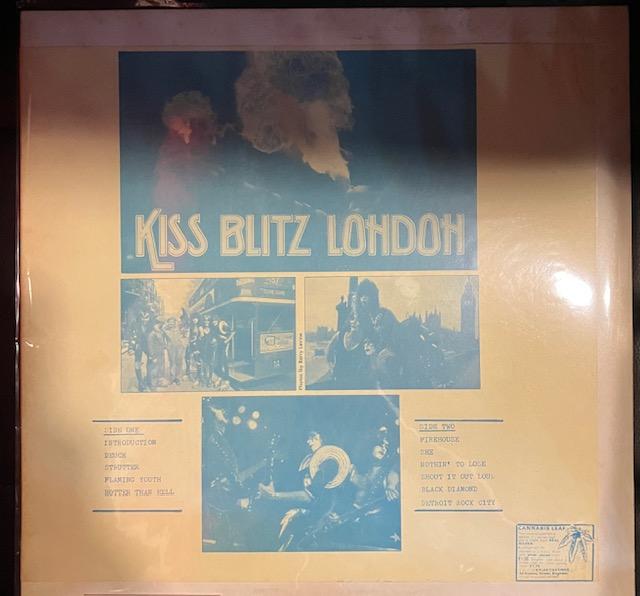 KISS BLITZ LONDON
Photos by Barry Levine
SIDE ONE
INTRODUCTION
DEUCE
STRUTTER
FLAMING YOUTH
HOTTER THAN HELL
SIDE TWO
FIREHOUSE
SHE
NOTHIN' TO LOSE
SHOUT IT OUT LOUD
BLACK DIAMOND
DETROIT ROCK CITY
CANNABIS LEAF